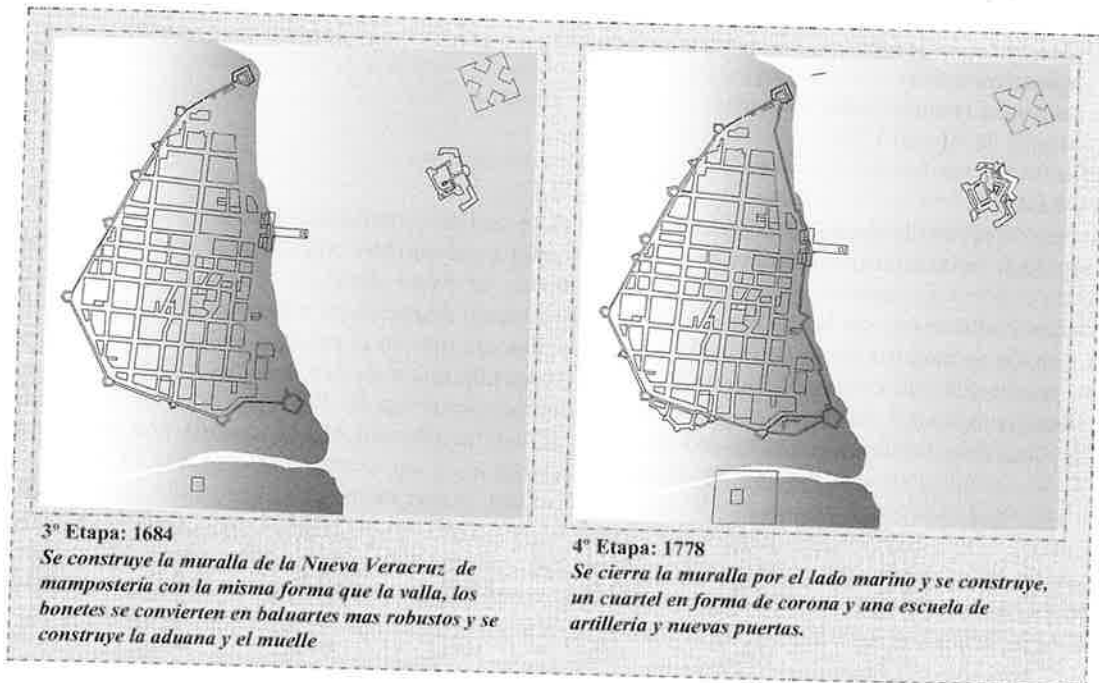 3º Etapa: 1684
Se construye la muralla de la Nueva Veracruz de
mampostería con la misma forma que la valla, los
bonetes se convierten en baluartes mas robustos y se
construye la aduana y el muelle
4º Etapa: 1778
Se cierra la muralla por el lado marino y se construye,
un cuartel en forma de corona y una escuela de
artillería y nuevas puertas.